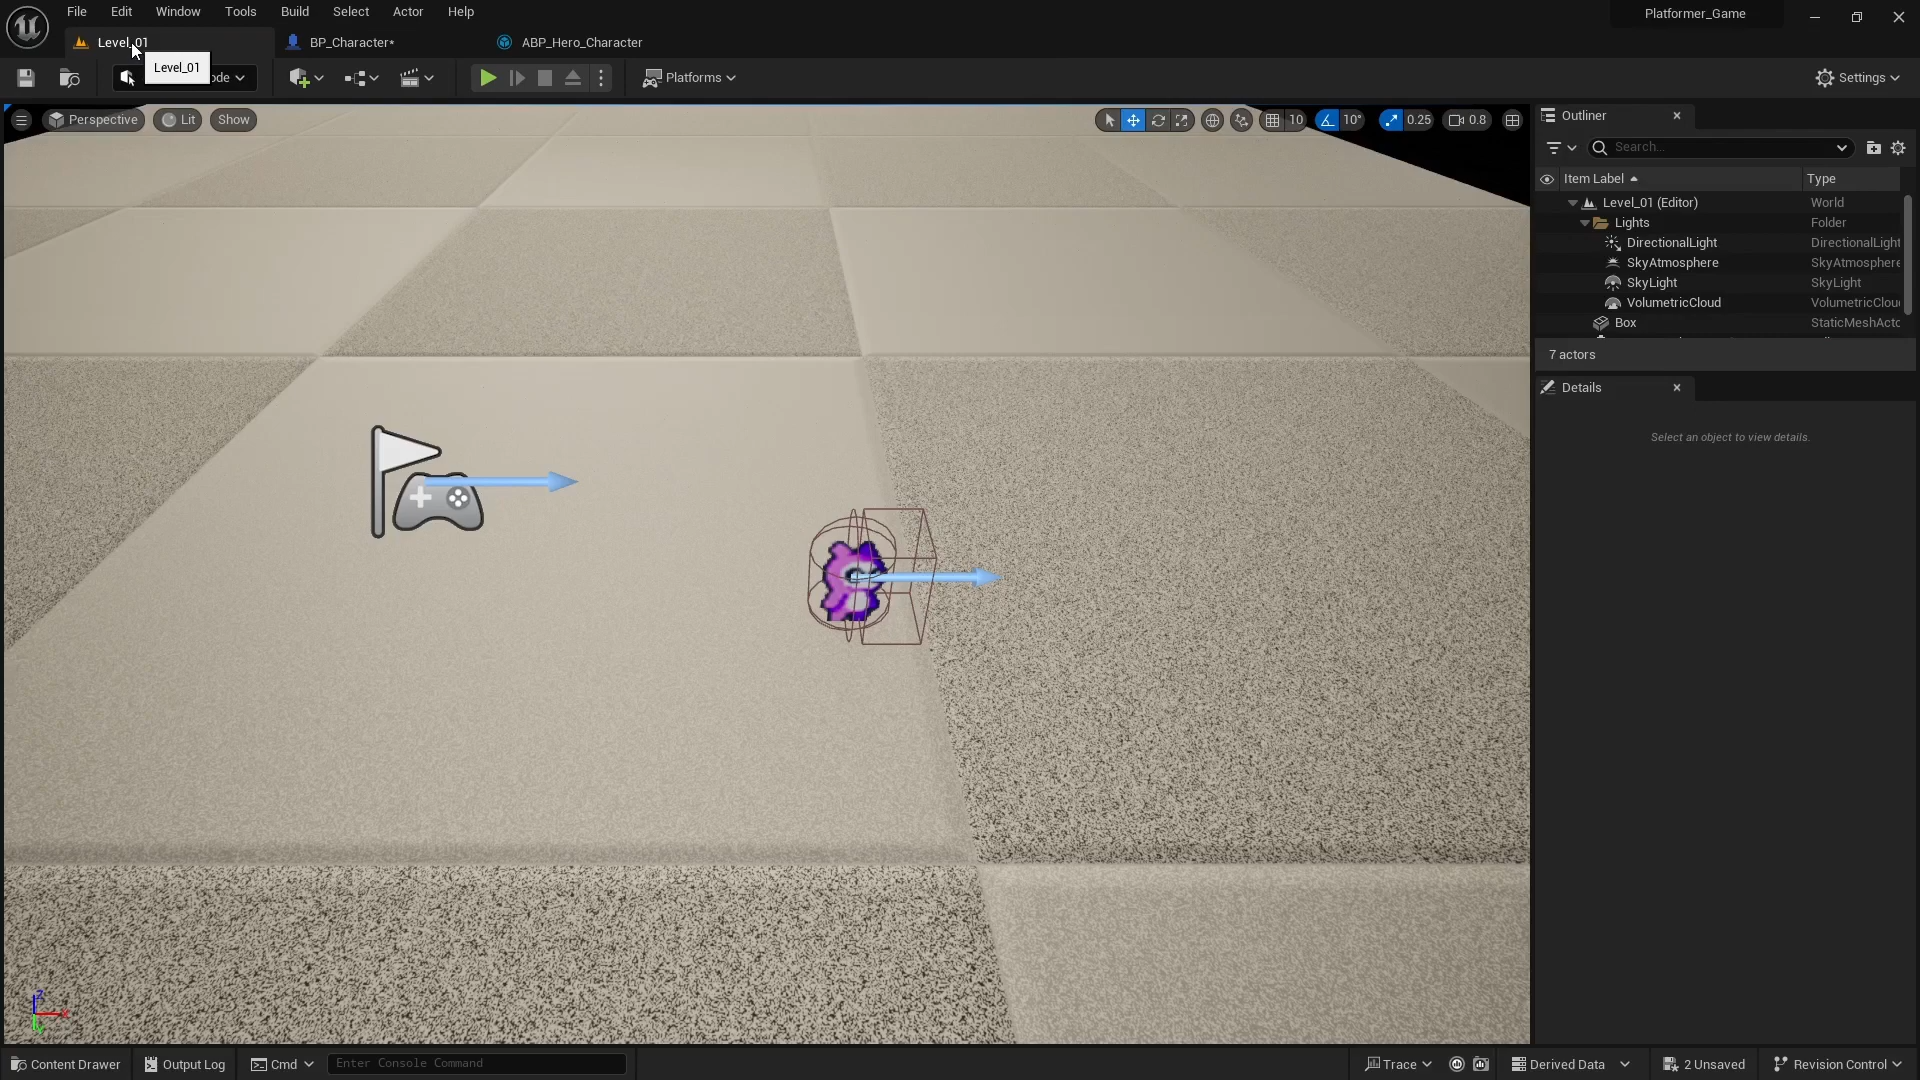 File Edit Window Tools Build Select Actor Help
Platformer_Game
Level_01
BP_Character*
ABP_Hero_Character
Level_01
ode
Platforms
Settings
Perspective
Lit
Show
10
10°
0.25
0.8
Outliner
Search...
Item Label
Type
Level_01 (Editor)
World
Lights
Folder
DirectionalLight
DirectionalLight
SkyAtmosphere
SkyAtmosphere
SkyLight
SkyLight
VolumetricCloud
VolumetricClou
Box
StaticMeshActo
7 actors
Details
Select an object to view details.
Content Drawer
Output Log
Cmd
Enter Console Command
Trace
Derived Data
2 Unsaved
Revision Control